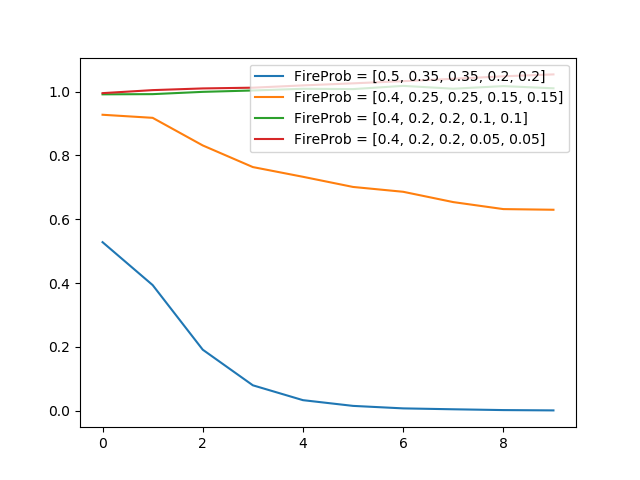 FireProb = [0.5, 0.35, 0.35, 0.2, 0.2]
FireProb = [0.4, 0.25, 0.25, 0.15, 0.15]
FireProb = [0.4, 0.2, 0.2, 0.1, 0.1]
FireProb = [0.4, 0.2, 0.2, 0.05, 0.05]
1.0
0.8
0.6
0.4
0.2
0.0
0 2 4 6 8